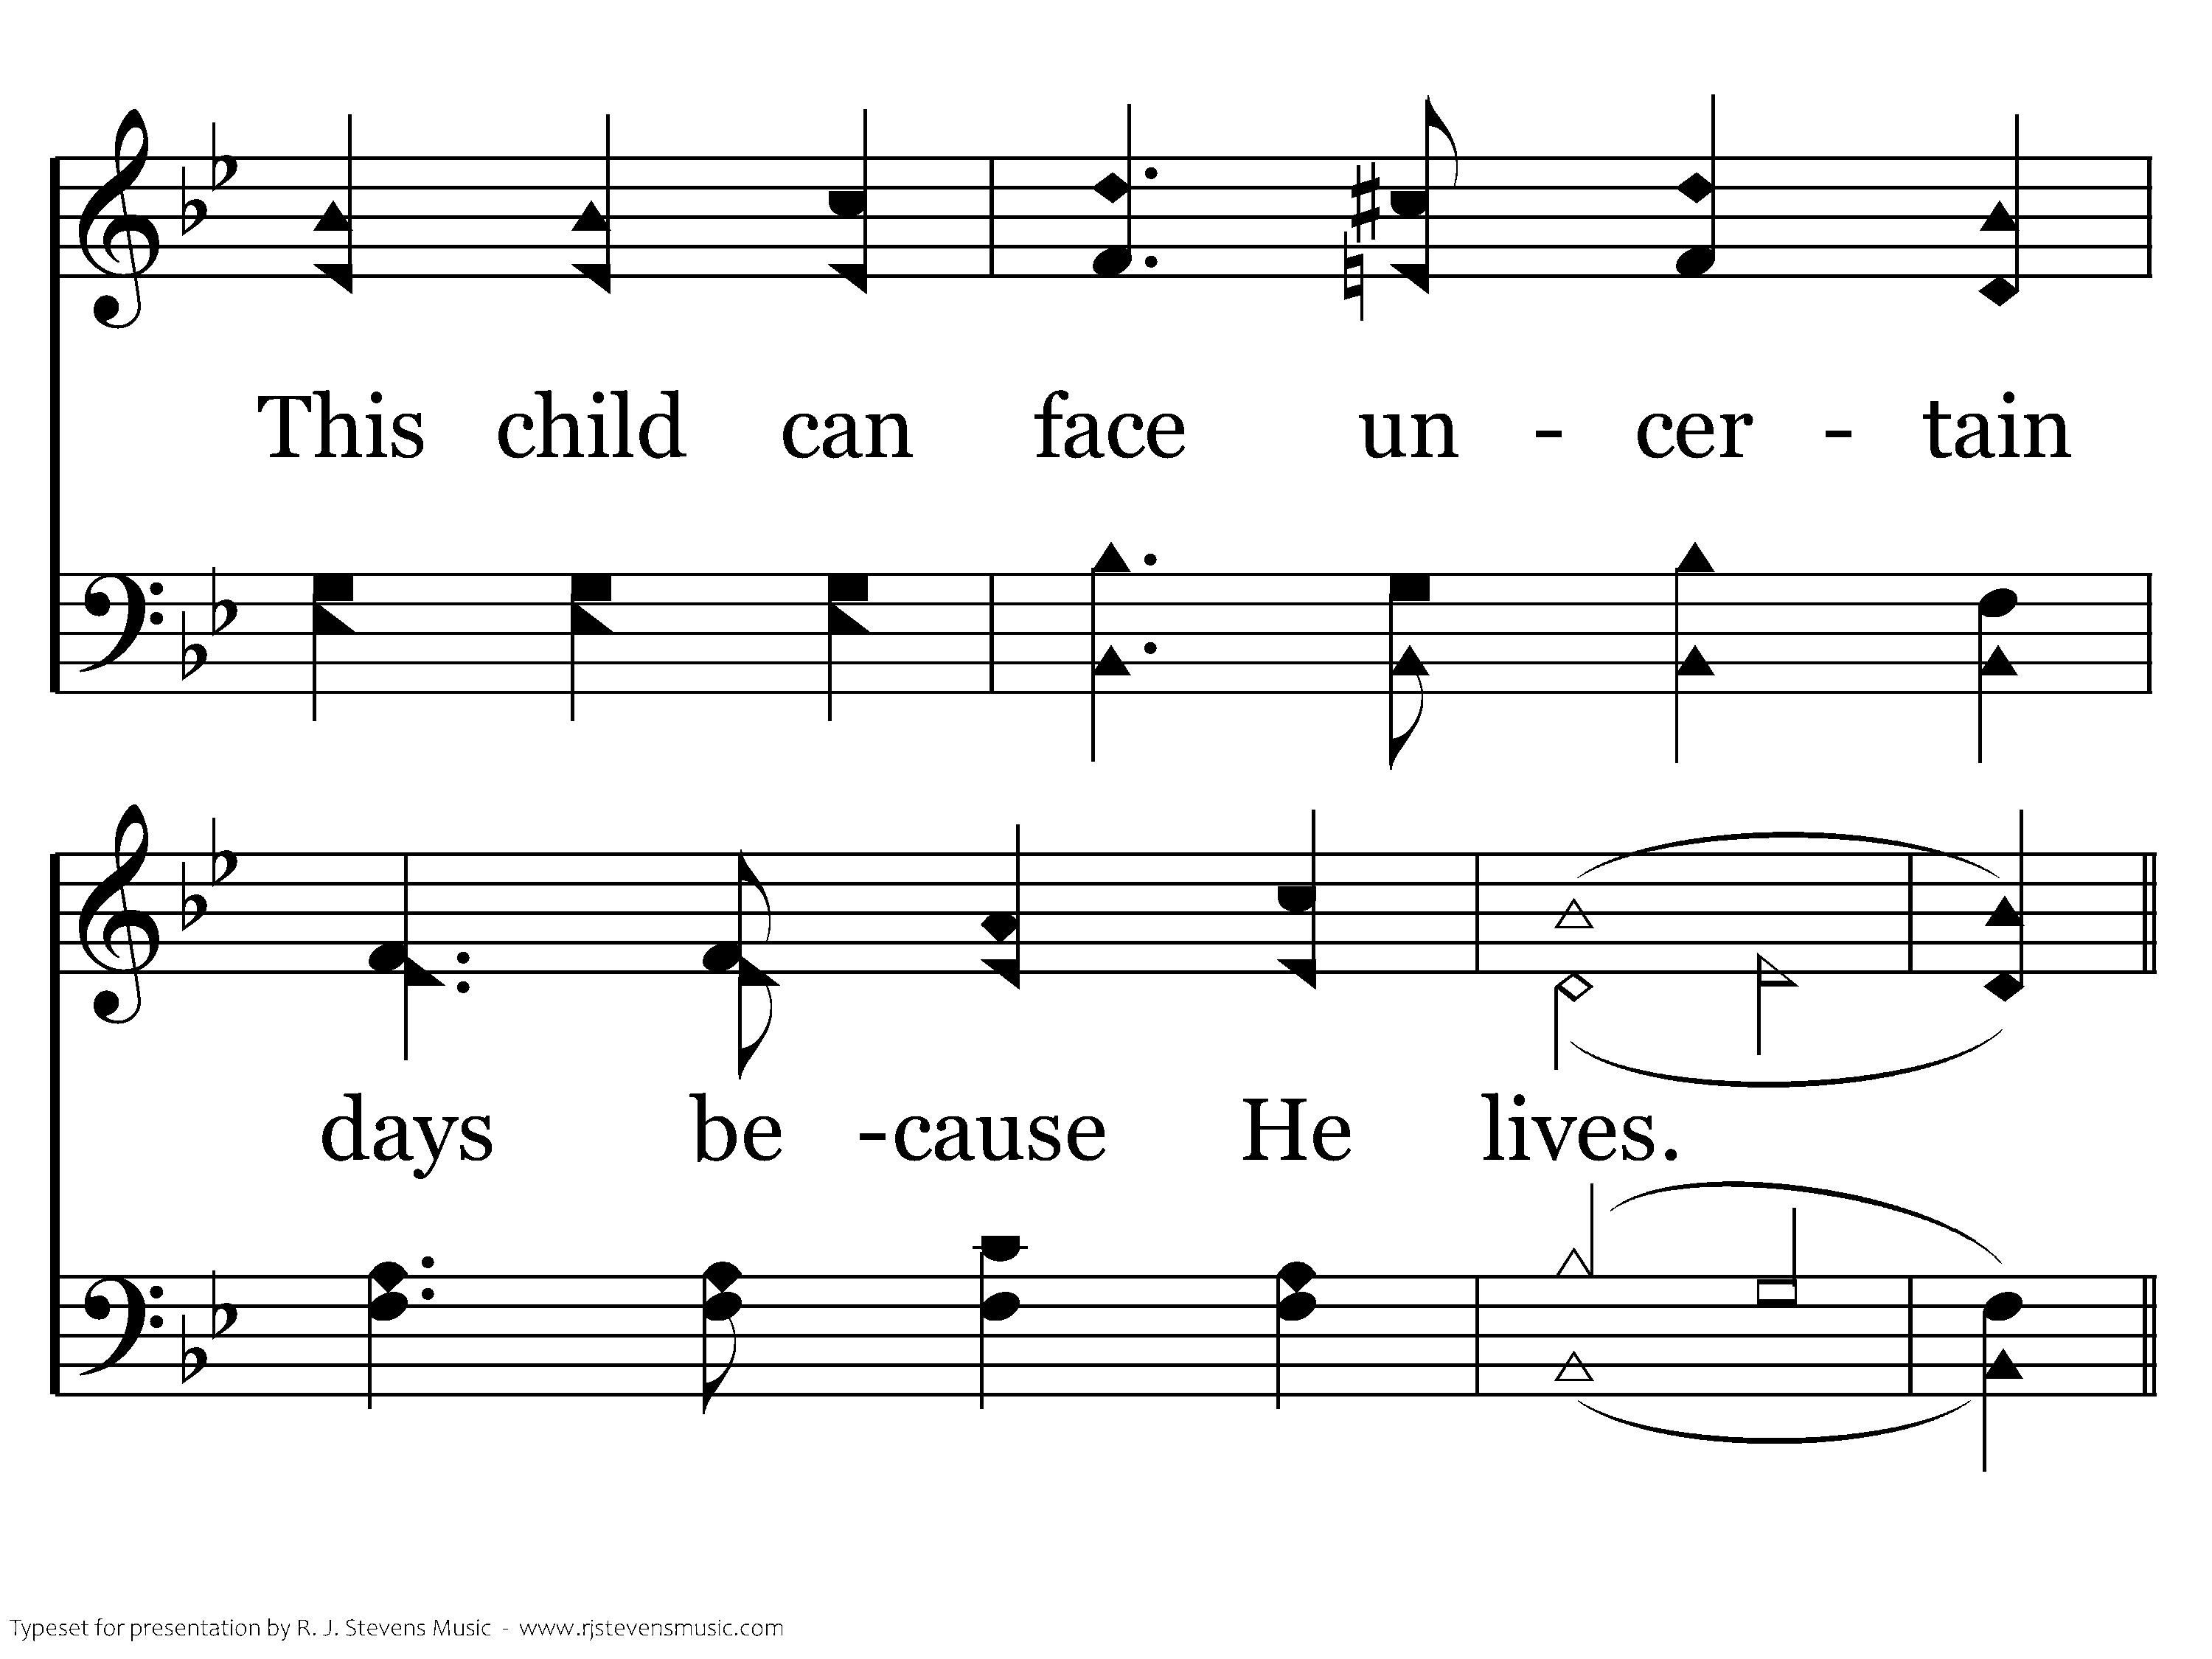 This child can face un - cer - tain
days be -cause He lives.
Typeset for presentation by R. J. Stevens Music - www.rjstevensmusic.com